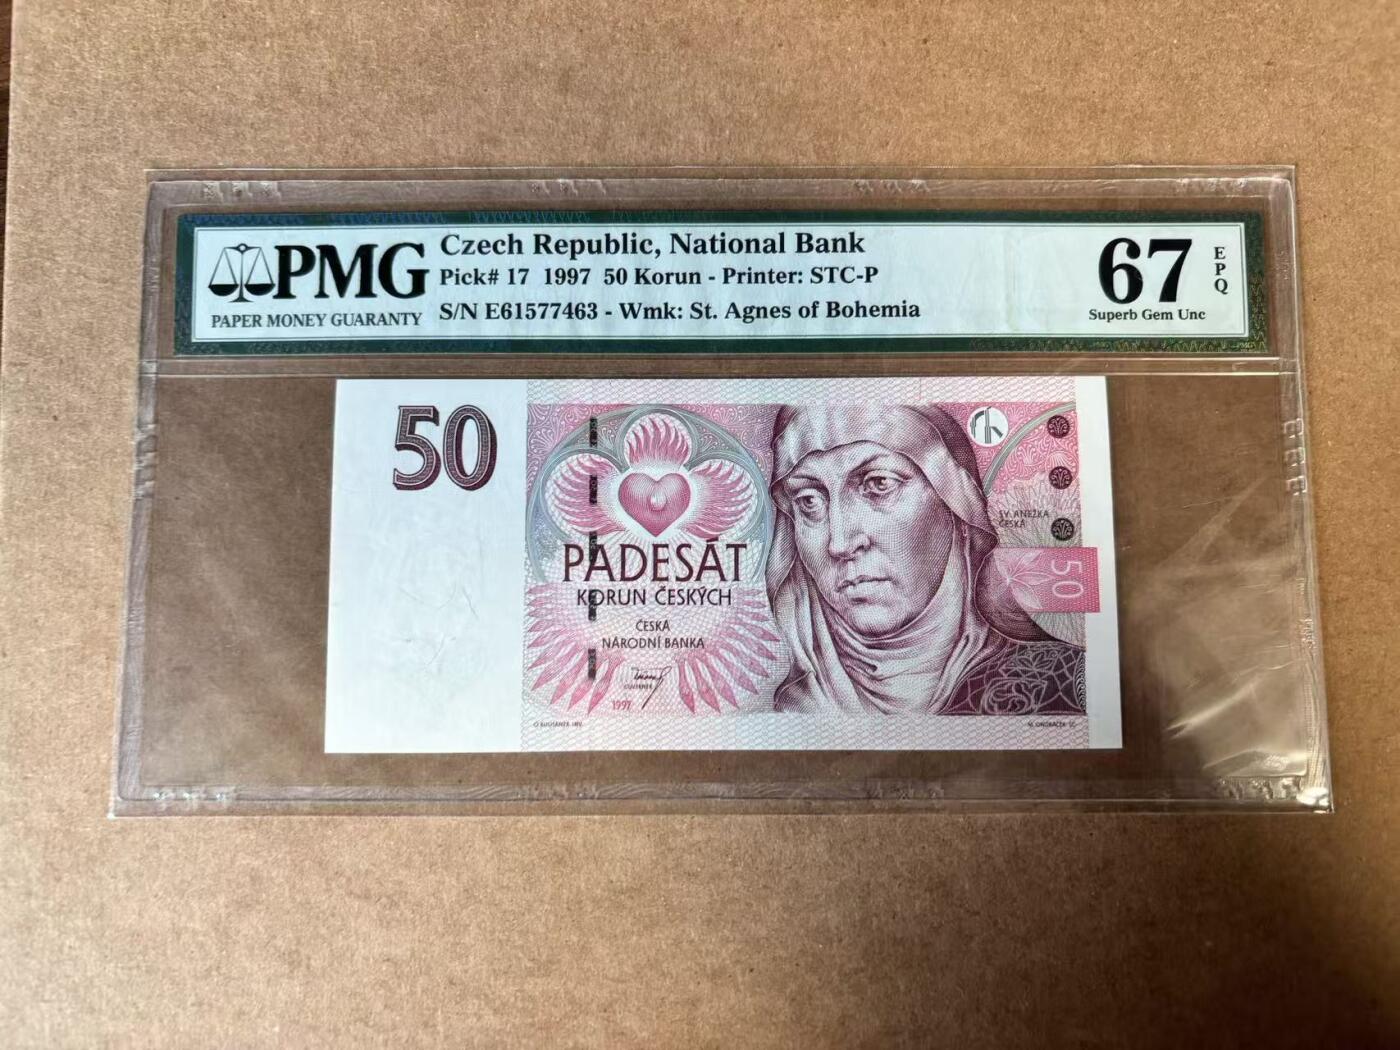 PMG
PAPER MONEY GUARANTY
Czech Republic, National Bank
Pick# 17 1997 50 Korun - Printer: STC-P
S/N E61577463 - Wmk: St. Agnes of Bohemia
67
EPQ
Superb Gem Unc
50
PADESÁT
KORUN ČESKÝCH
ČESKÁ
NÁRODNÍ BANKA
1997
SV. ANEŽKA
ČESKÁ
50